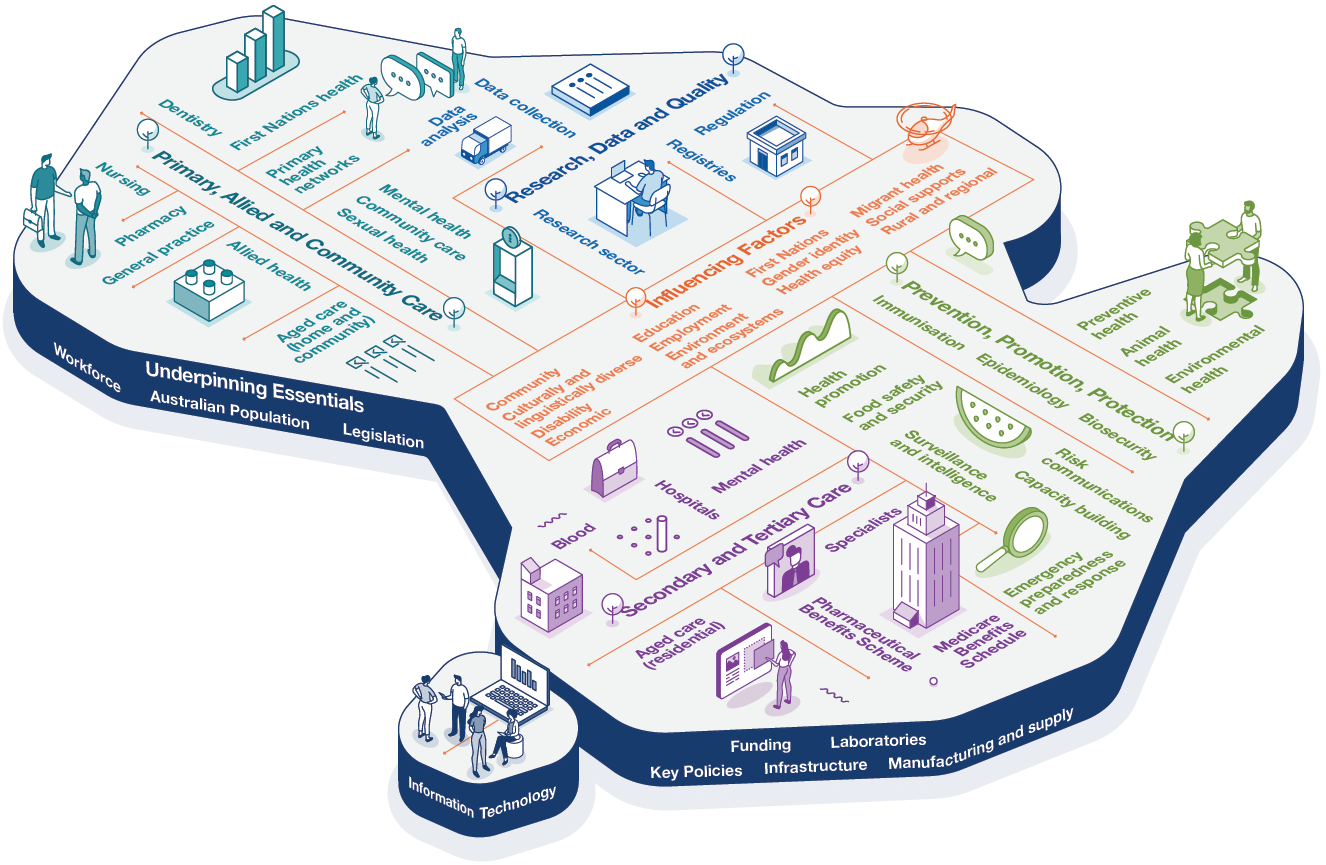 Dentistry
First Nations health
Primary, Allied and Community Care
Primary
health
networks
Nursing
Pharmacy
General practice
Allied health
Mental health
Community care
Sexual health
Aged care
(home and
community)
Data collection
Data
analysis
Research, Data and Quality
Regulation
Registries
Research sector
Influencing Factors
Migrant health
Social supports
Rural and regional
First Nations
Gender identity
Health equity
Education
Employment
Enviroment
and ecosystems
Community
Culturally and
linguistically diverse
Disability
Economic
Prevention, Promotion, Protection
Immunisation
Epidemiology
Biosecurity
Preventive
health
Animal
health
Environmental
health
Health
promotion
Food safety
and security
Surveillance
and intelligence
Risk
communications
Capacity building
Emergency
preparedness
and response
Mental health
Hospitals
Blood
Secondary and Tertiary Care
Specialists
Aged care
(residential)
Pharmaceutical
Benefits Scheme
Medicare
Benefits
Schedule
Underpinning Essentials
Workforce
Australian Population
Legislation
Funding
Laboratories
Key Policies
Infrastructure
Manufacturing and supply
Information Technology